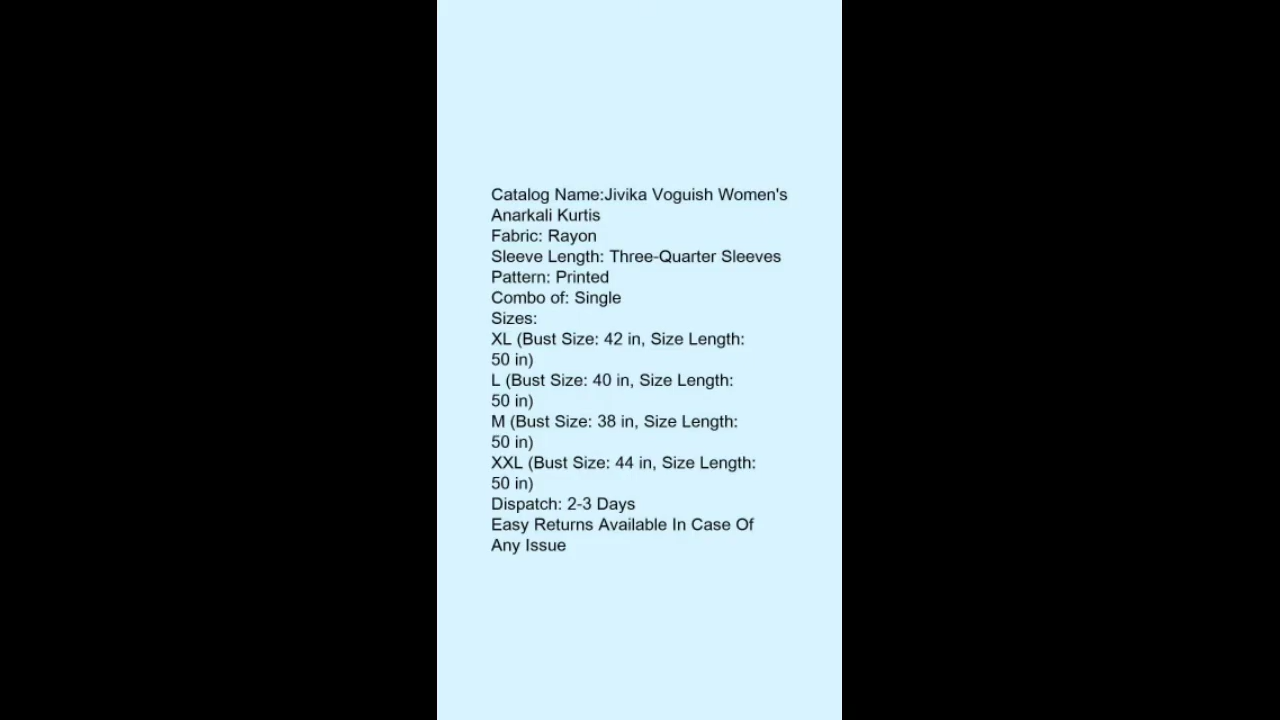 Catalog Name:Jivika Voguish Women's
Anarkali Kurtis
Fabric: Rayon
Sleeve Length: Three-Quarter Sleeves
Pattern: Printed
Combo of: Single
Sizes:
XL (Bust Size: 42 in, Size Length:
50 in)
L (Bust Size: 40 in, Size Length:
50 in)
M (Bust Size: 38 in, Size Length:
50 in)
XXL (Bust Size: 44 in, Size Length:
50 in)
Dispatch: 2-3 Days
Easy Returns Available In Case Of
Any Issue